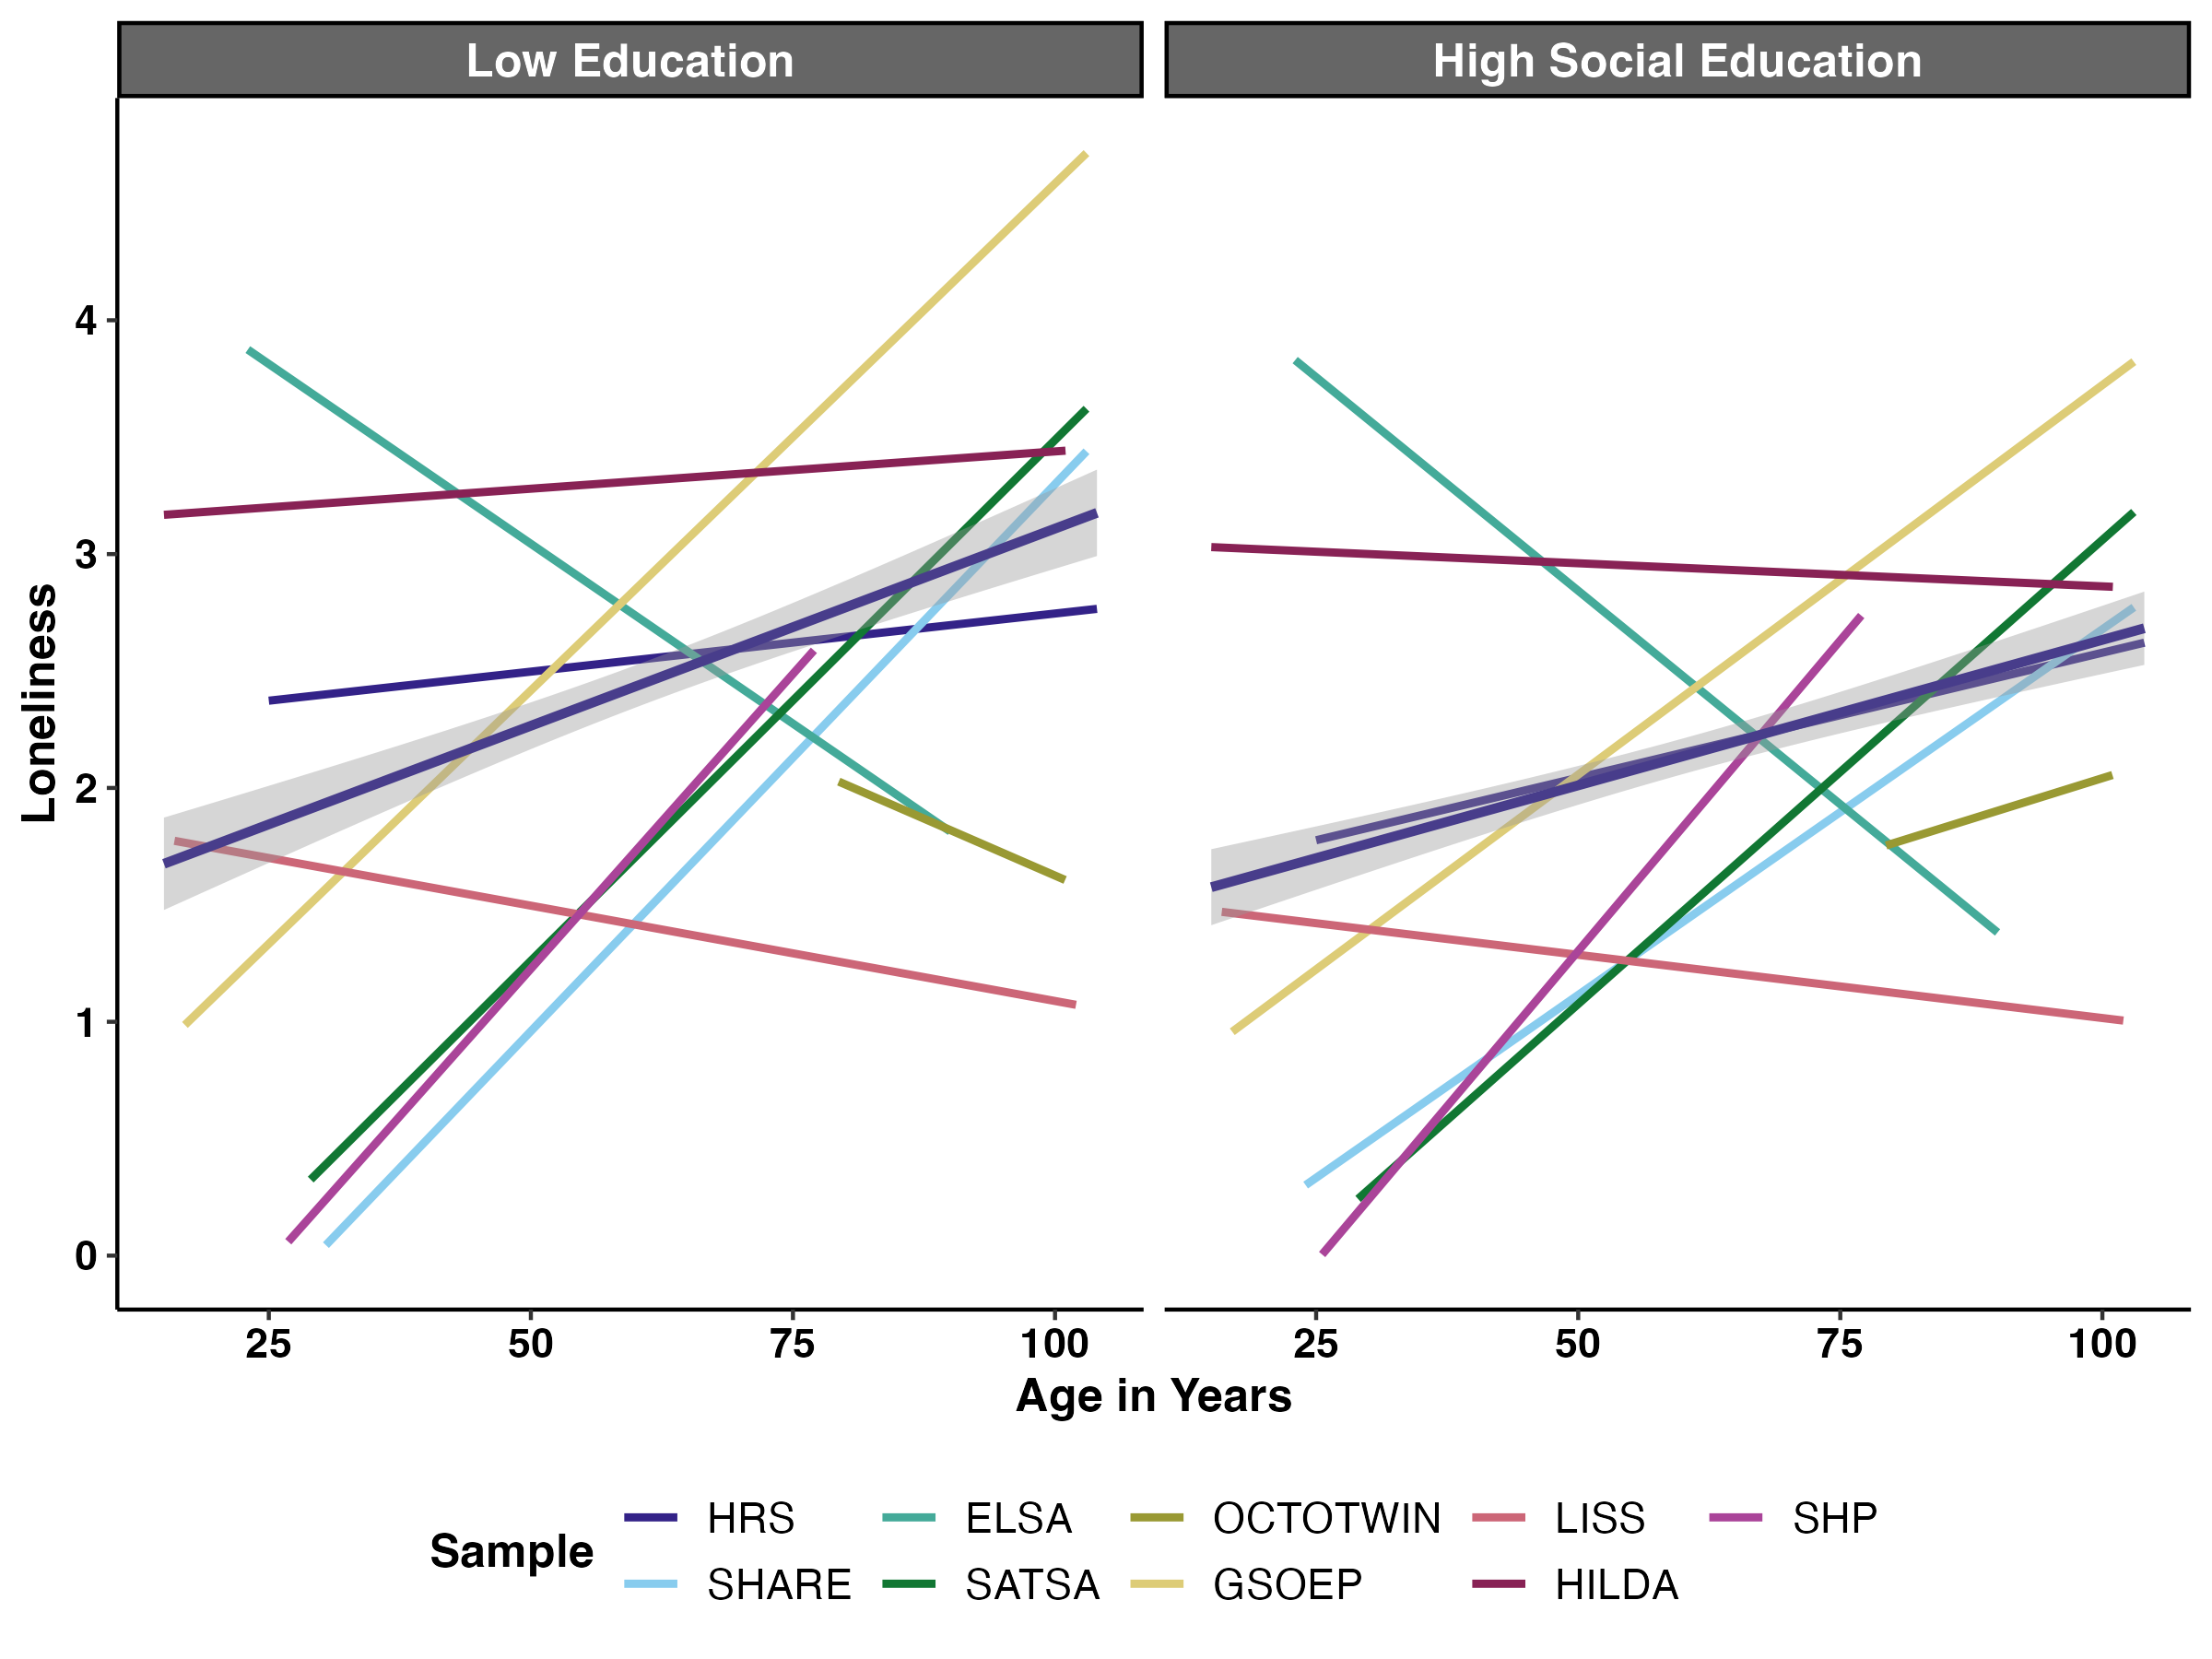 Low Education
High Social Education
Loneliness
4
3
2
1
0
25 50 75 100
25 50 75 100
Age in Years
Sample
HRS ELSA OCTOTWIN LISS SHP
SHARE SATSA GSOEP HILDA